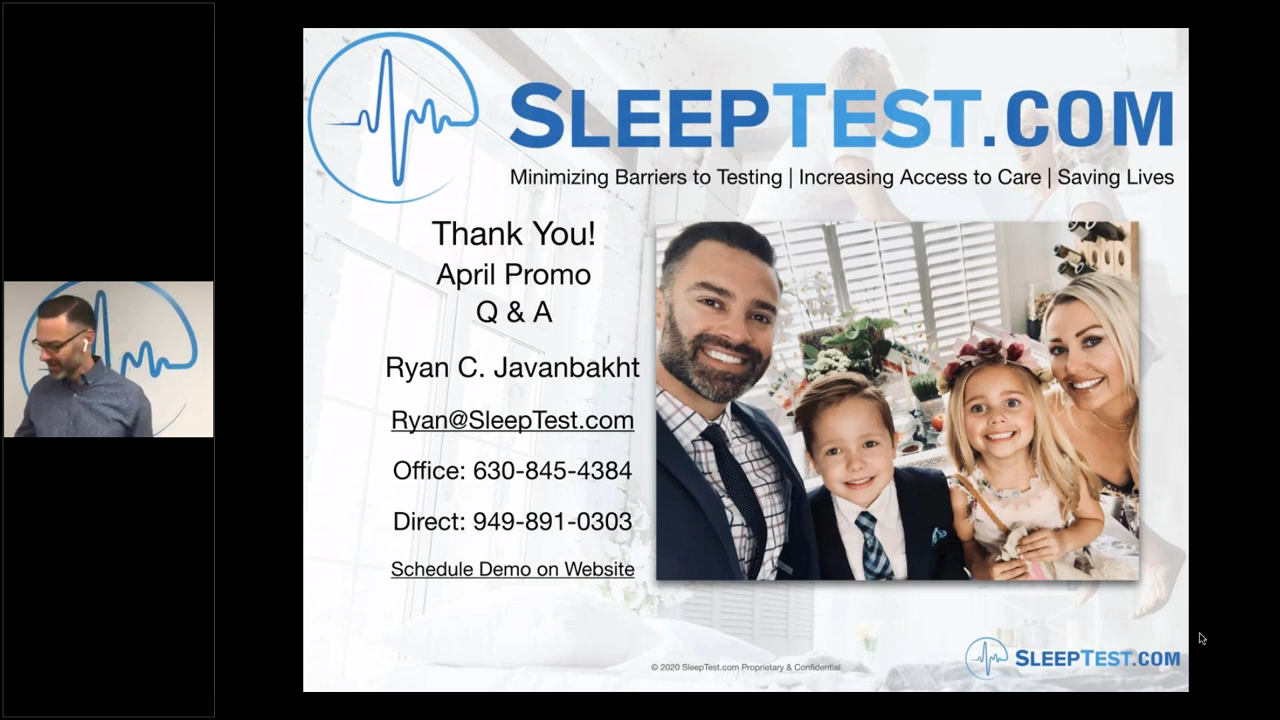 SLEEPTEST.COM
Minimizing Barriers to Testing | Increasing Access to Care | Saving Lives
Thank You!
April Promo
Q & A
Ryan C. Javanbakht
Ryan@SleepTest.com
Office: 630-845-4384
Direct: 949-891-0303
Schedule Demo on Website
© 2020 SleepTest.com Proprietary & Confidential
SLEEPTEST.COM